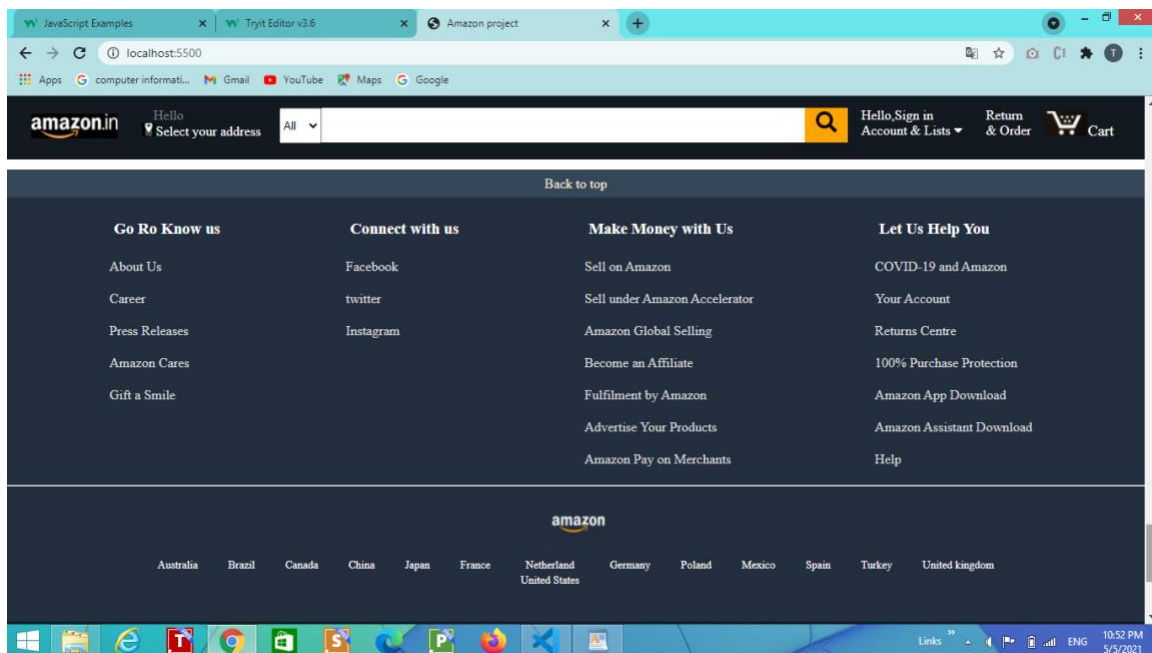 JavaScript Examples
Tryit Editor v3.6
Amazon project
localhost:5500
Apps
computer informati...
Gmail
YouTube
Maps
Google
amazon.in
Hello
Select your address
All
Hello,Sign in
Account & Lists
Return
& Order
Cart
Back to top
Go Ro Know us
About Us
Career
Press Releases
Amazon Cares
Gift a Smile
Connect with us
Facebook
twitter
Instagram
Make Money with Us
Sell on Amazon
Sell under Amazon Accelerator
Amazon Global Selling
Become an Affiliate
Fulfilment by Amazon
Advertise Your Products
Amazon Pay on Merchants
Let Us Help You
COVID-19 and Amazon
Your Account
Returns Centre
100% Purchase Protection
Amazon App Download
Amazon Assistant Download
Help
amazon
Australia Brazil Canada China Japan France Netherland Germany Poland Mexico Spain Turkey United kingdom
United States
Links
ENG
10:52 PM
5/5/2021